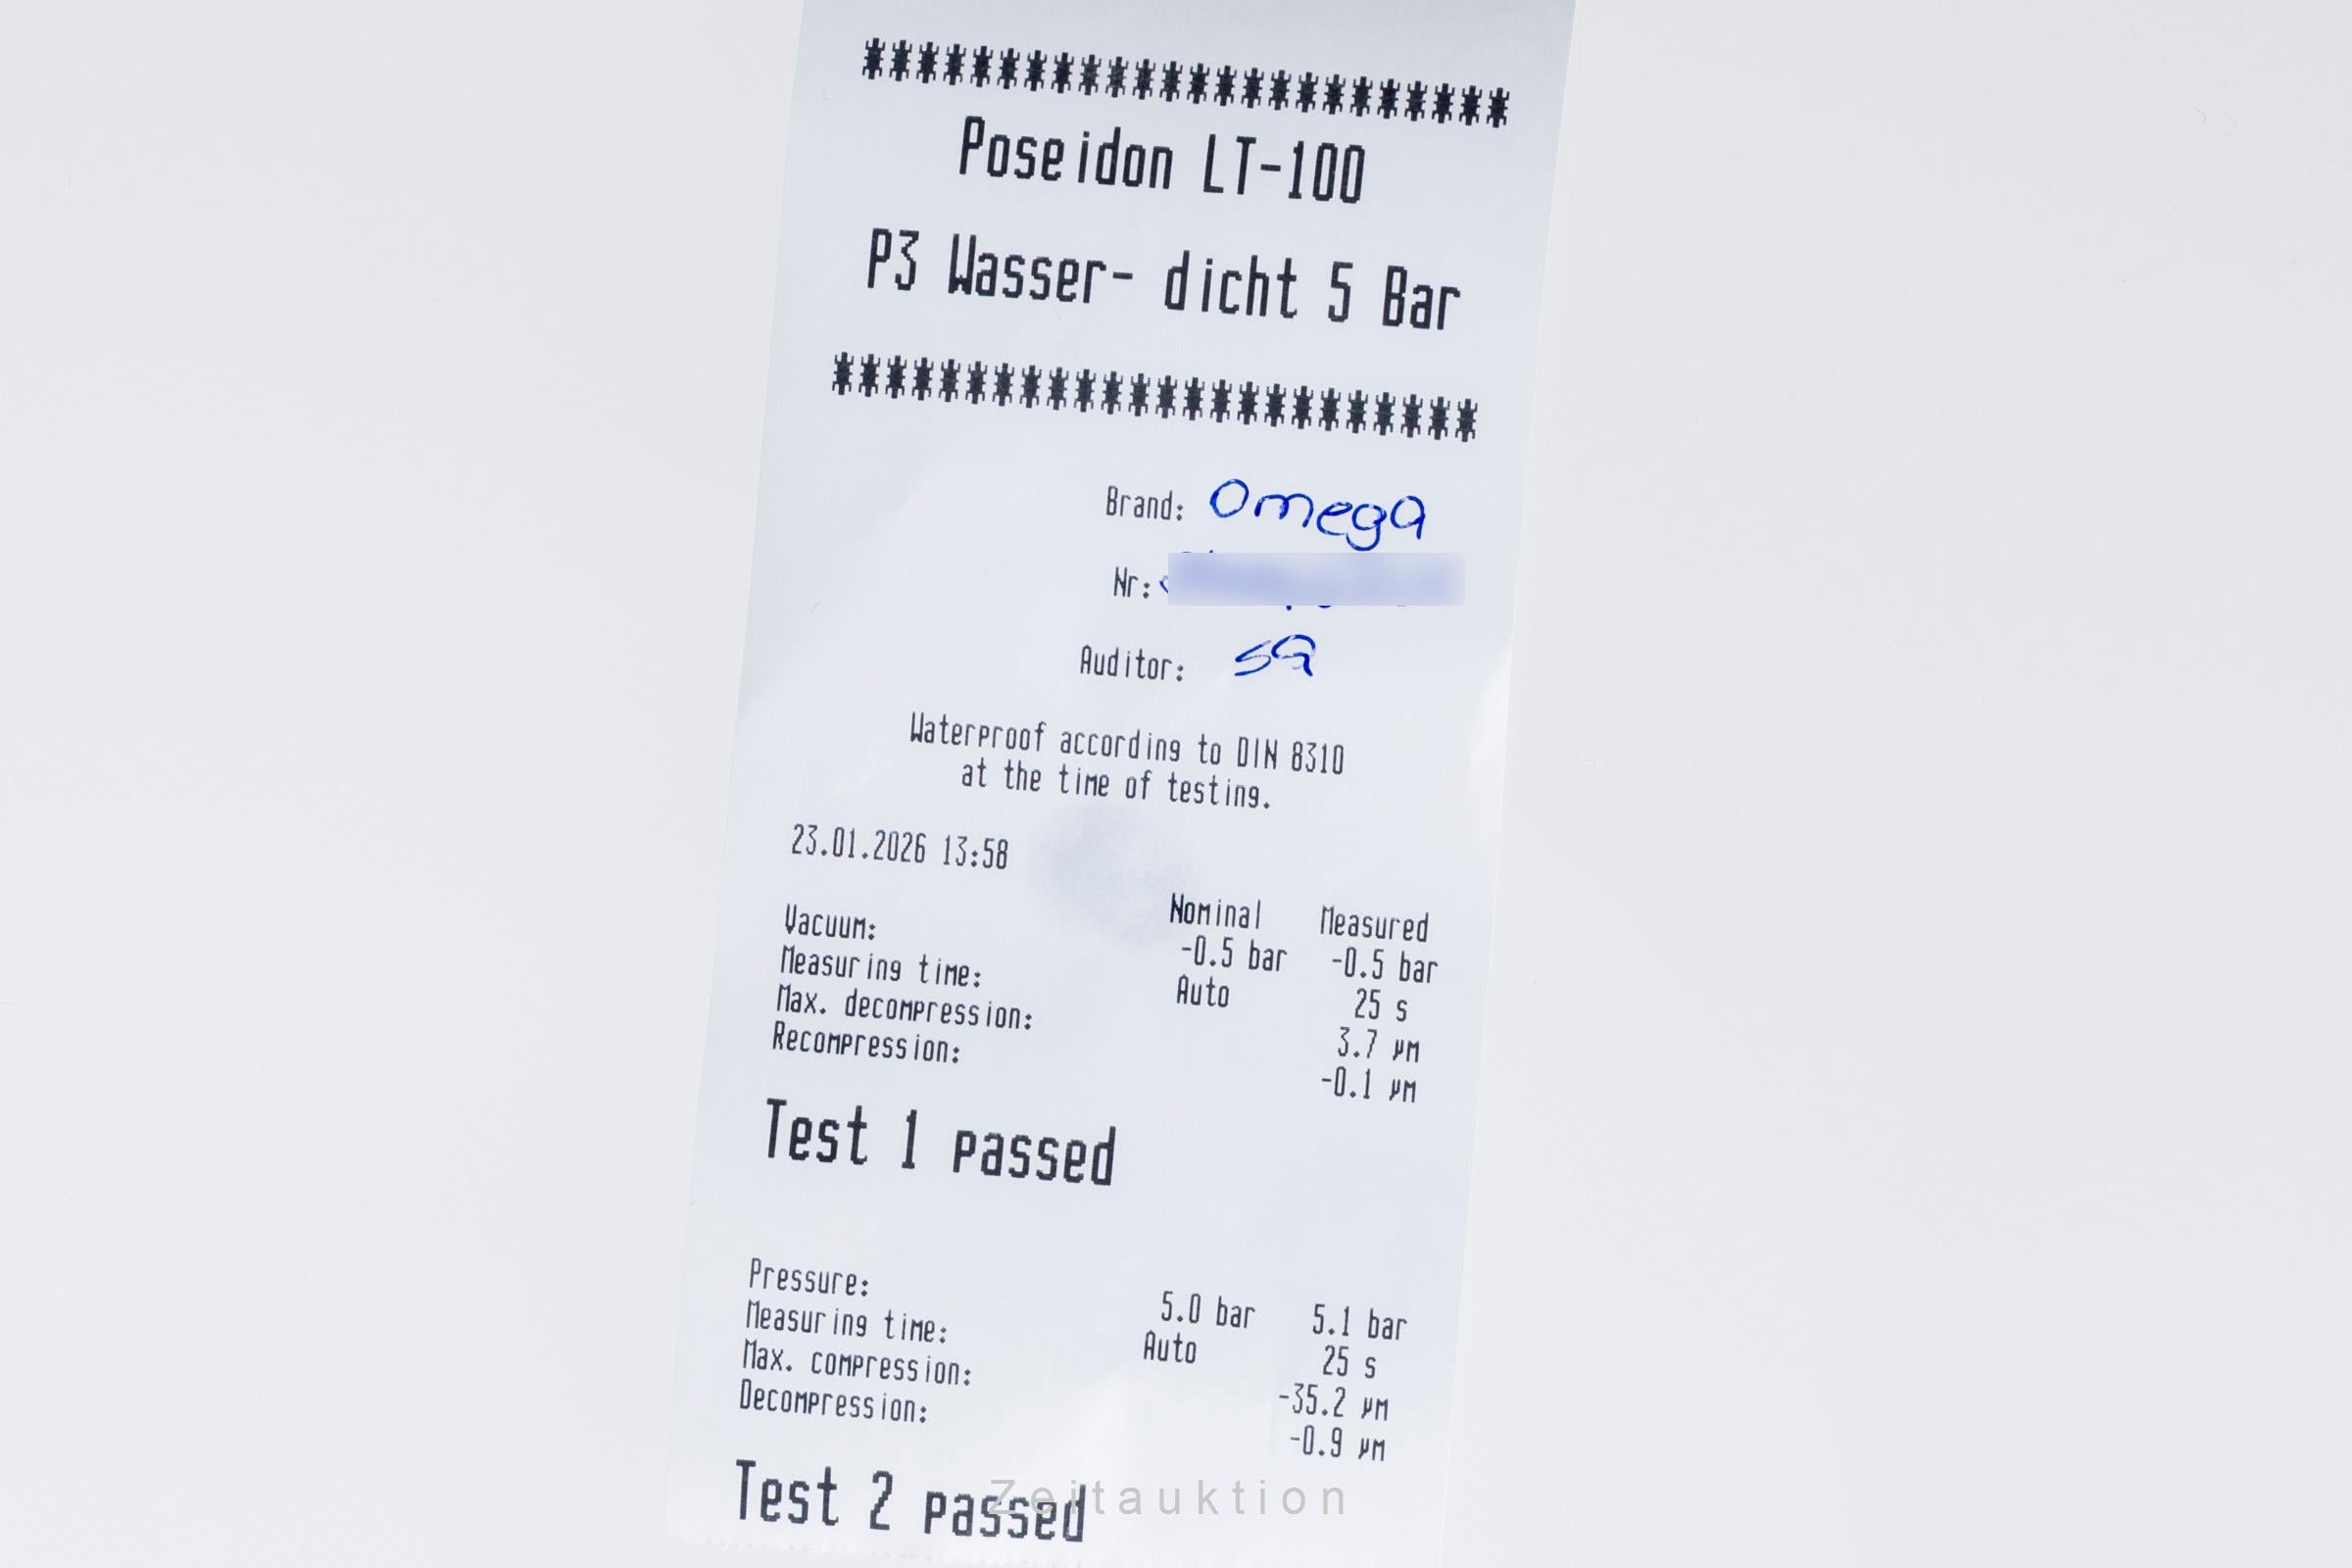 ************************
Poseidon LT-100
P3 Wasser- dicht 5 Bar
************************
Brand: Omega
Nr:
Auditor: SG
Waterproof according to DIN 8310
at the time of testing.
23.01.2026 13:58
Nominal Measured
Vacuum: -0.5 bar -0.5 bar
Measuring time: Auto 25 s
Max. decompression: 3.7 µm
Recompression: -0.1 µm
Test 1 passed
Pressure: 5.0 bar 5.1 bar
Measuring time: Auto 25 s
Max. compression: -35.2 µm
Decompression: -0.9 µm
Test 2 passed
Zeitauktion